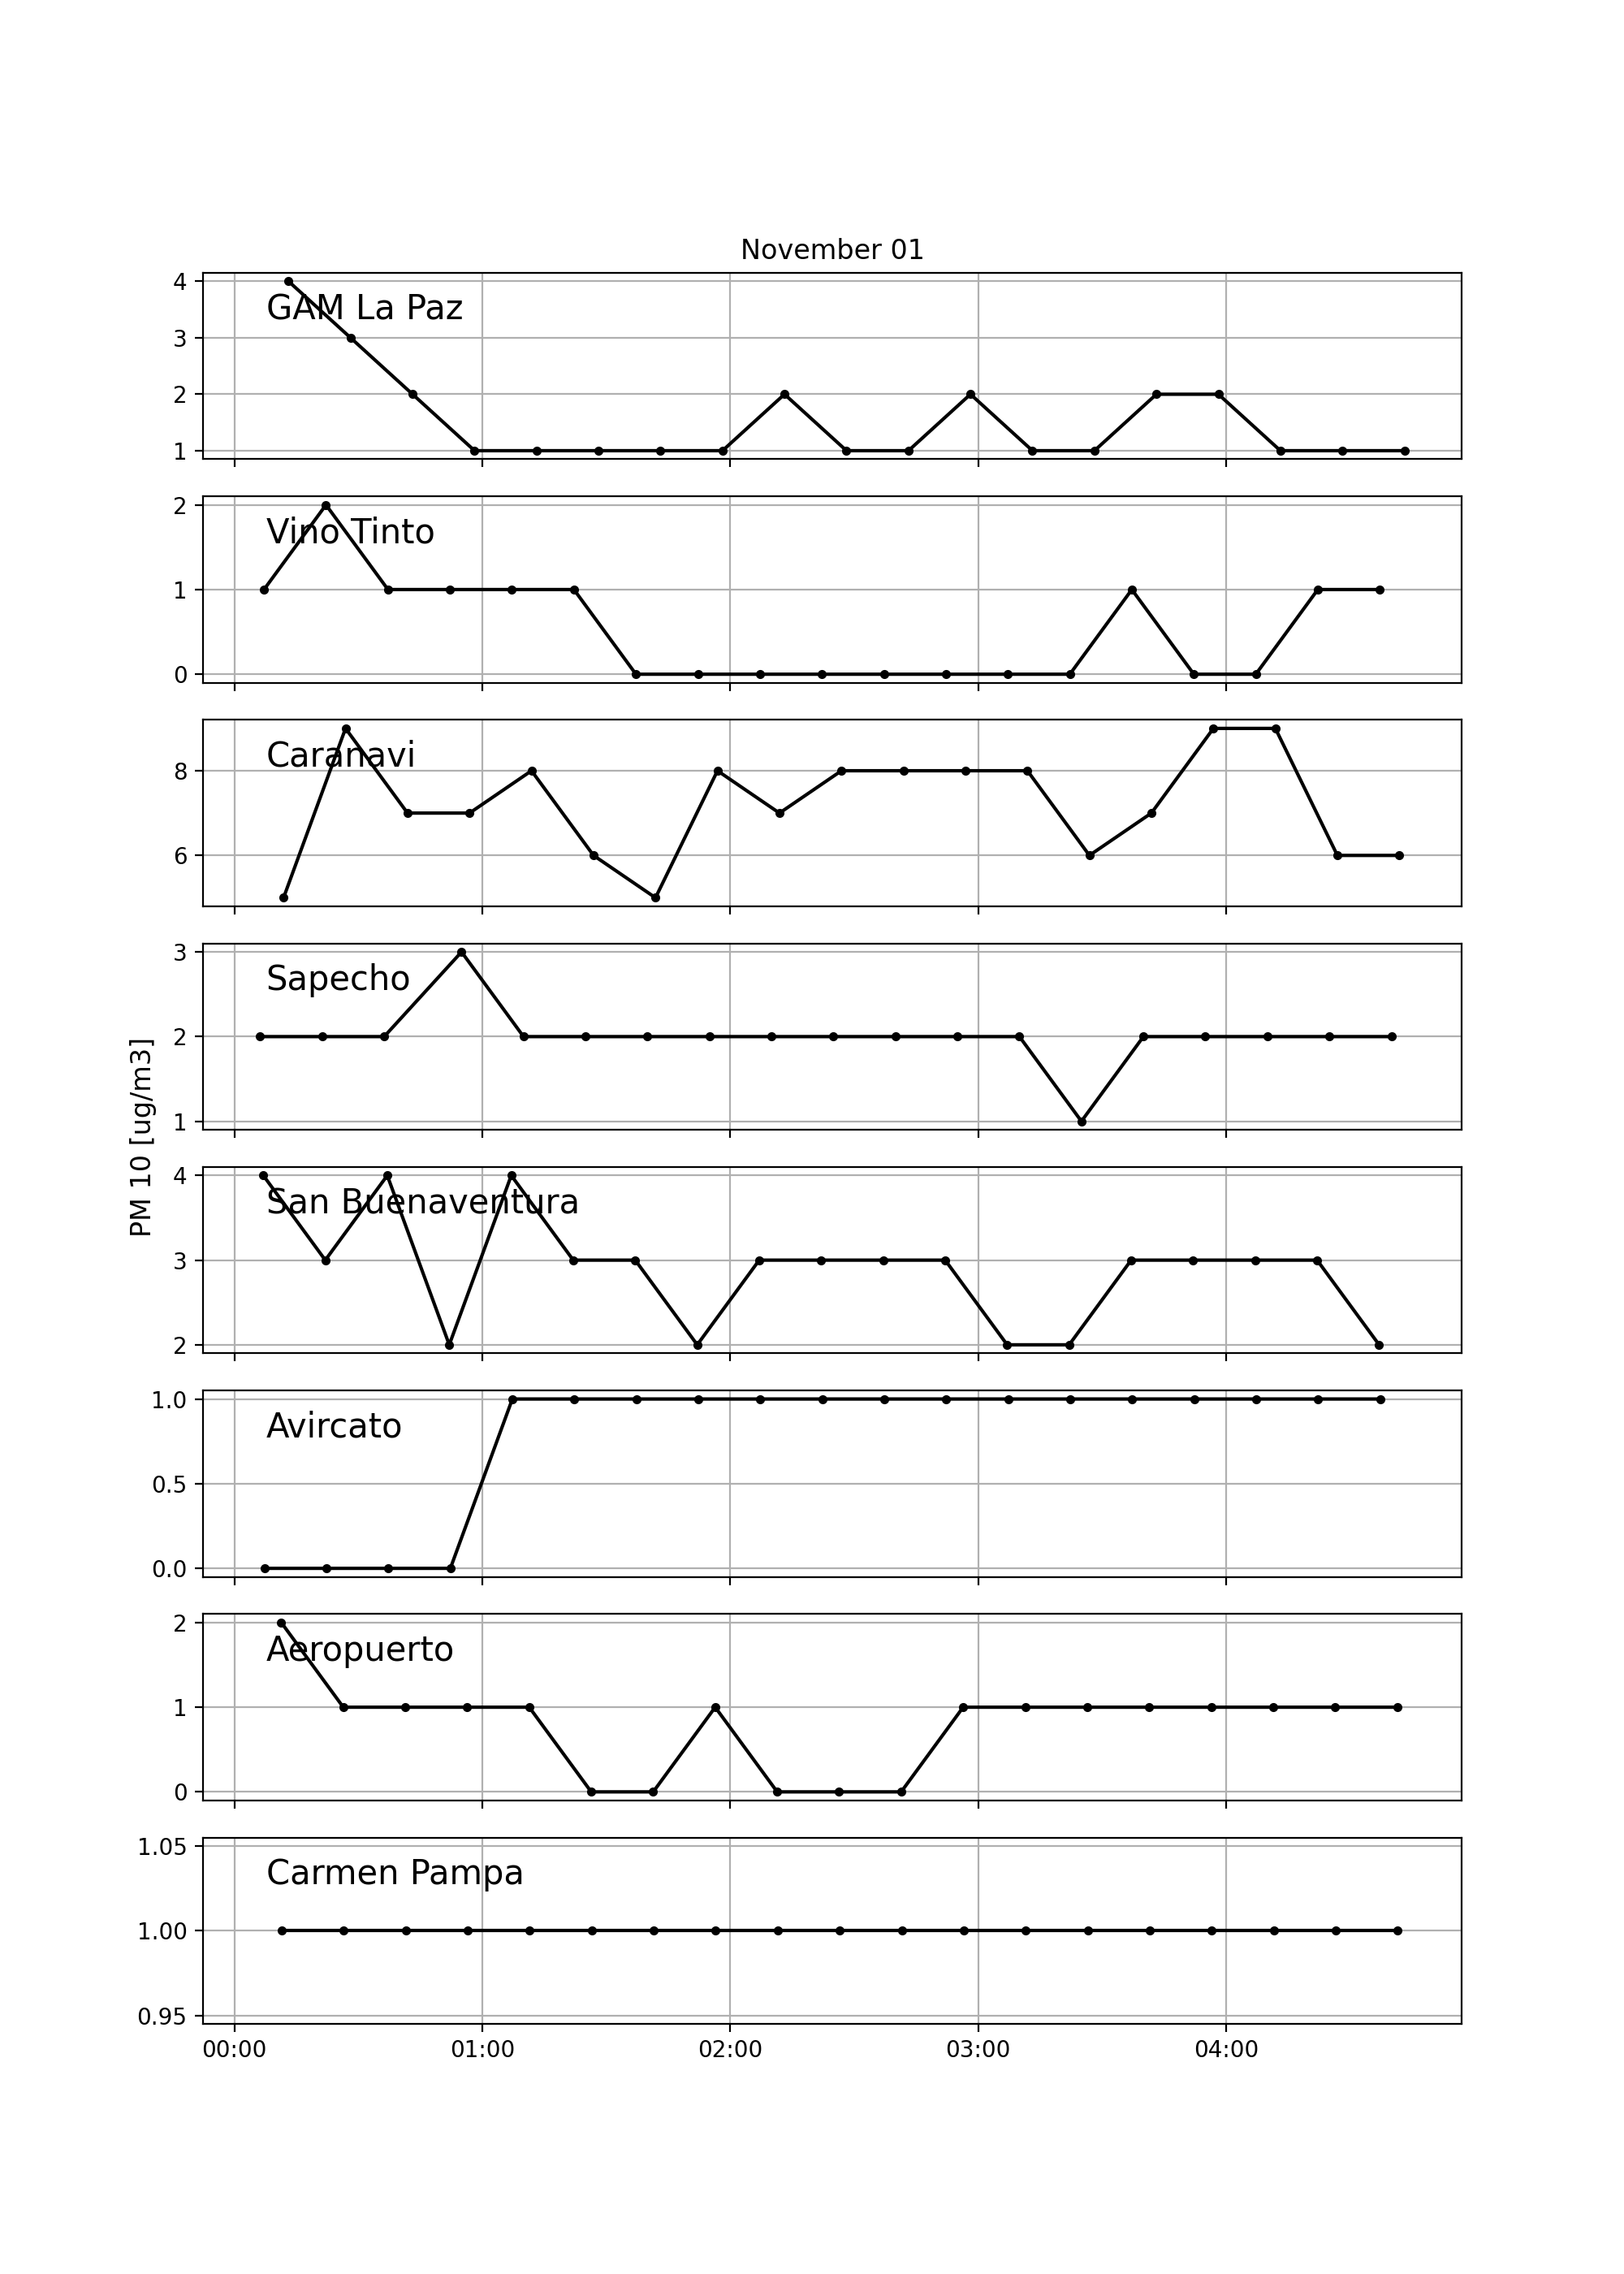 November 01
4
GAM La Paz
3
2
1
2
Vino Tinto
1
0
Caranavi
8
6
3
Sapecho
2
1
PM 10 [ug/m3]
4
San Buenaventura
3
2
1.0
Avircato
0.5
0.0
2
Aeropuerto
1
0
1.05
Carmen Pampa
1.00
0.95
00:00 01:00 02:00 03:00 04:00